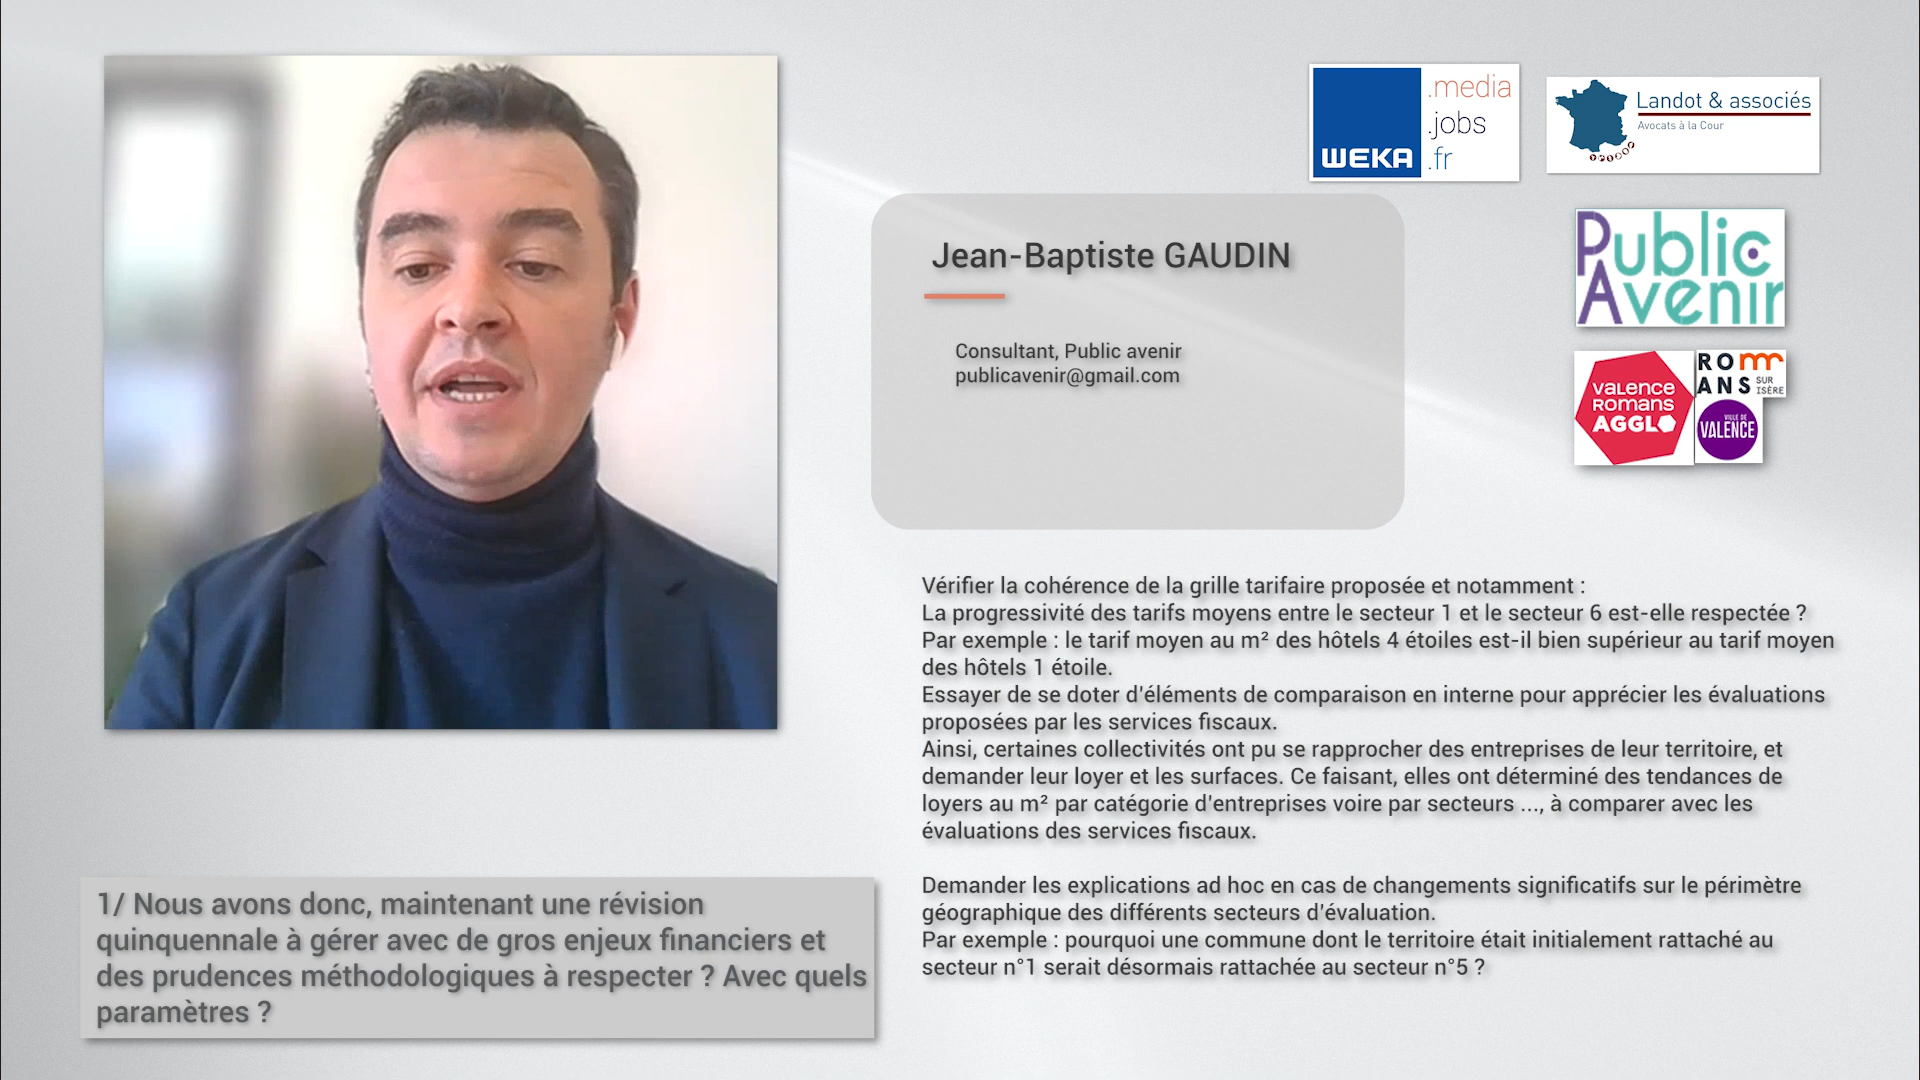 WEKA
.media
.jobs
.fr
Landot & associés
Avocats à la Cour
Jean-Baptiste GAUDIN
Public
Avenir
Consultant, Public avenir
publicavenir@gmail.com
VALENCE
ROMANS
AGGLO
ROMANS
SUR
ISÈRE
VILLE DE
VALENCE
Vérifier la cohérence de la grille tarifaire proposée et notamment :
La progressivité des tarifs moyens entre le secteur 1 et le secteur 6 est-elle respectée ?
Par exemple : le tarif moyen au m² des hôtels 4 étoiles est-il bien supérieur au tarif moyen
des hôtels 1 étoile.
Essayer de se doter d'éléments de comparaison en interne pour apprécier les évaluations
proposées par les services fiscaux.
Ainsi, certaines collectivités ont pu se rapprocher des entreprises de leur territoire, et
demander leur loyer et les surfaces. Ce faisant, elles ont déterminé des tendances de
loyers au m² par catégorie d'entreprises voire par secteurs ..., à comparer avec les
évaluations des services fiscaux.
Demander les explications ad hoc en cas de changements significatifs sur le périmètre
géographique des différents secteurs d'évaluation.
Par exemple : pourquoi une commune dont le territoire était initialement rattaché au
secteur n°1 serait désormais rattachée au secteur n°5 ?
1/ Nous avons donc, maintenant une révision
quinquennale à gérer avec de gros enjeux financiers et
des prudences méthodologiques à respecter ? Avec quels
paramètres ?